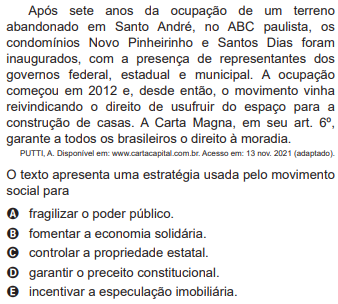 Após sete anos da ocupação de um terreno
abandonado em Santo André, no ABC paulista, os
condomínios Novo Pinheirinho e Santos Dias foram
inaugurados, com a presença de representantes dos
governos federal, estadual e municipal. A ocupação
começou em 2012 e, desde então, o movimento vinha
reivindicando o direito de usufruir do espaço para a
construção de casas. A Carta Magna, em seu art. 6º,
garante a todos os brasileiros o direito à moradia.
PUTTI, A. Disponível em: www.cartacapital.com.br. Acesso em: 13 nov. 2021 (adaptado).
O texto apresenta uma estratégia usada pelo movimento
social para
A fragilizar o poder público.
B fomentar a economia solidária.
C controlar a propriedade estatal.
D garantir o preceito constitucional.
E incentivar a especulação imobiliária.